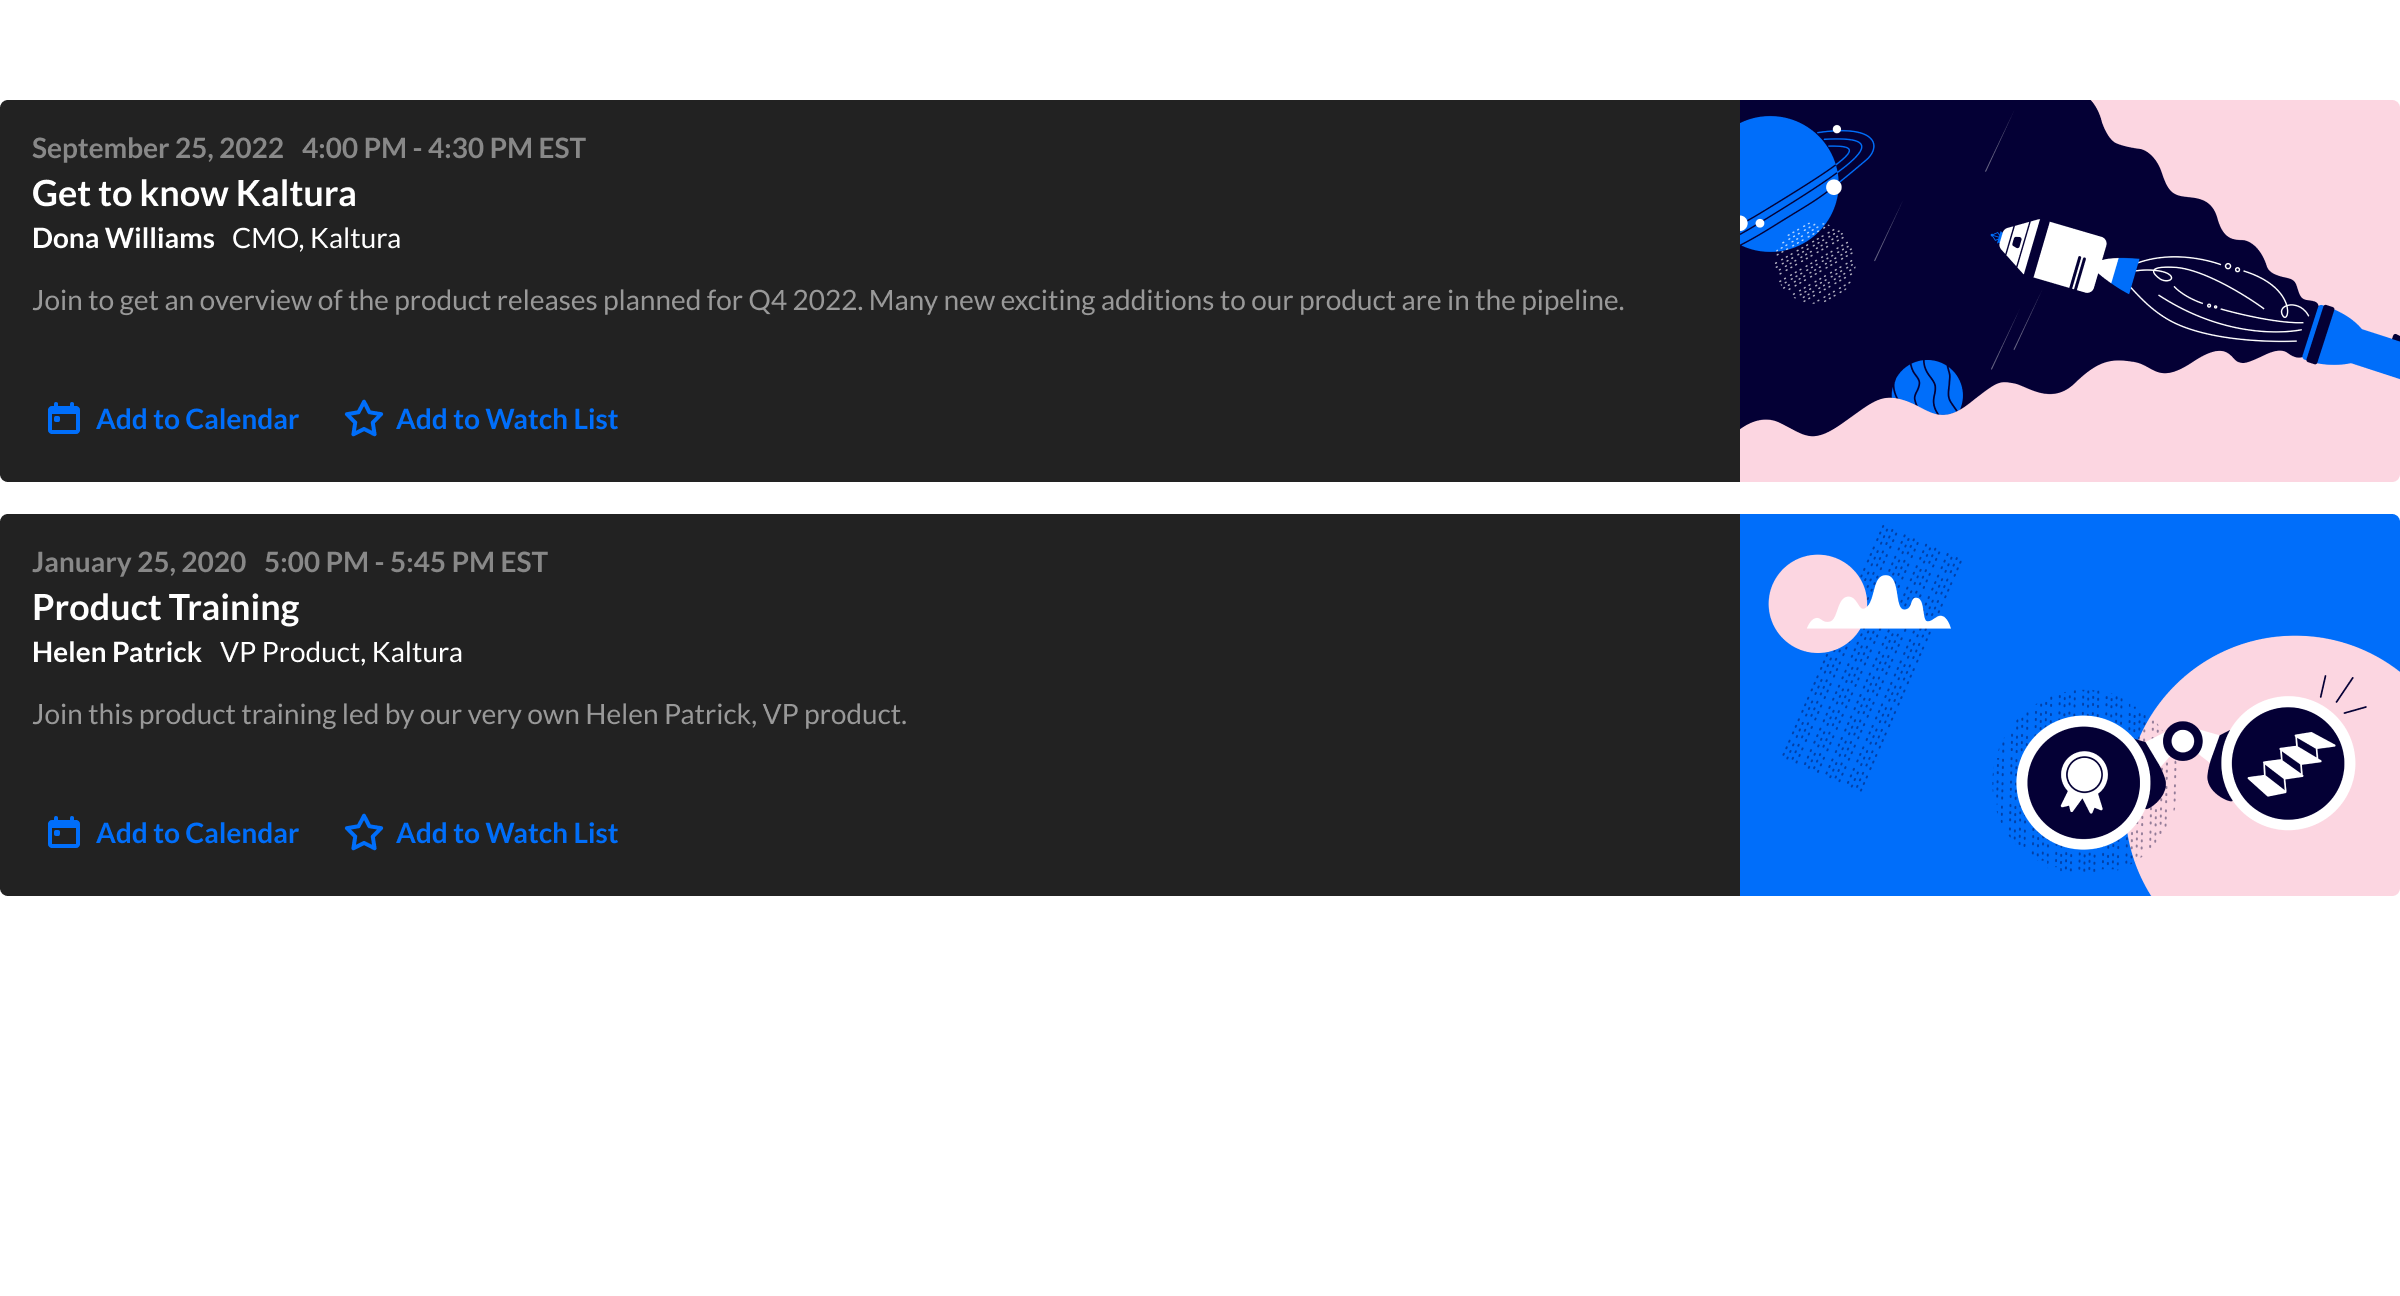 September 25, 2022 4:00 PM - 4:30 PM EST
Get to know Kaltura
Dona Williams CMO, Kaltura
Join to get an overview of the product releases planned for Q4 2022. Many new exciting additions to our product are in the pipeline.
Add to Calendar Add to Watch List
January 25, 2020 5:00 PM - 5:45 PM EST
Product Training
Helen Patrick VP Product, Kaltura
Join this product training led by our very own Helen Patrick, VP product.
Add to Calendar Add to Watch List